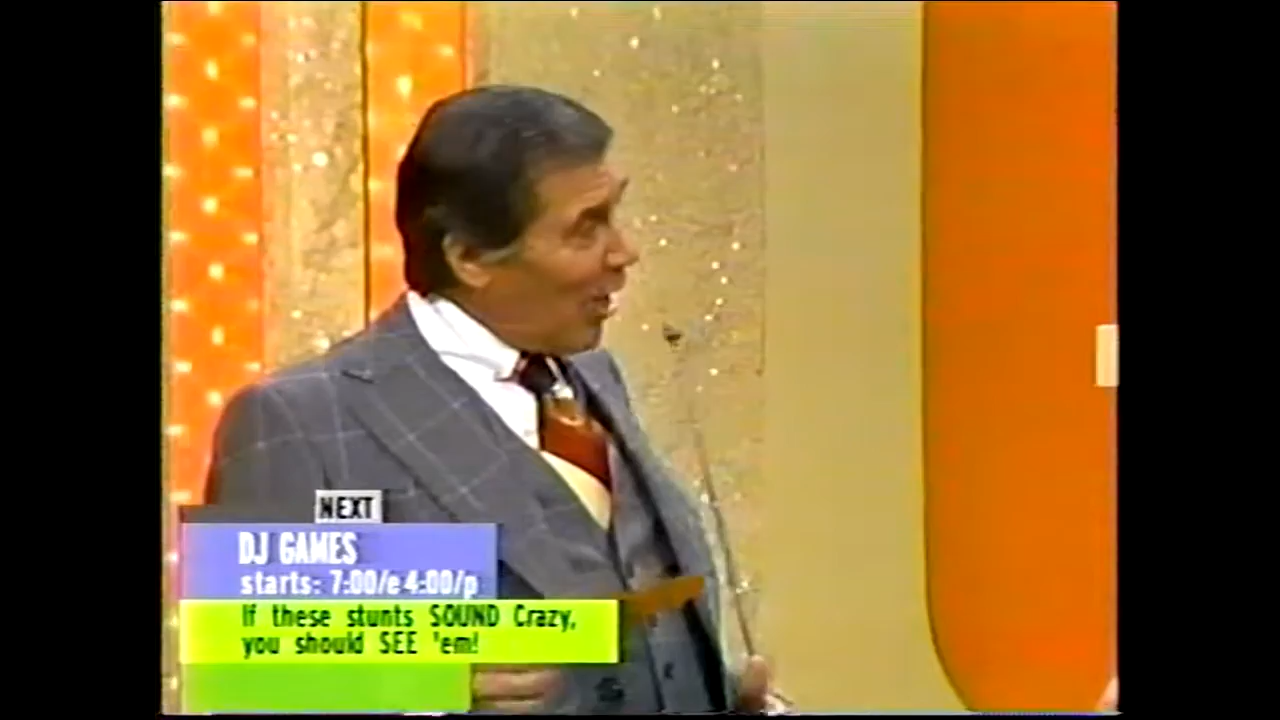 NEXT
DJ GAMES
starts: 7:00/e 4:00/p
If these stunts SOUND Crazy,
you should SEE 'em!